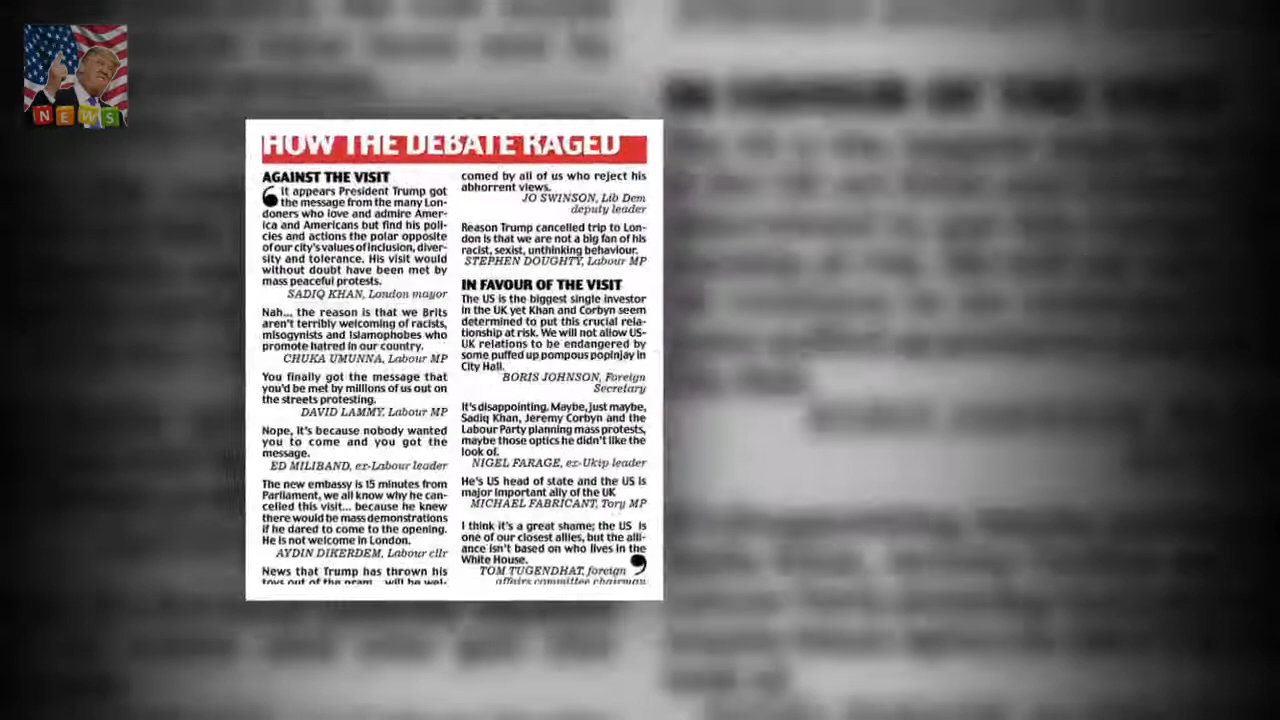 NEWS
HOW THE DEBATE RAGED
AGAINST THE VISIT
It appears President Trump got
the message from the many Lon-
doners who love and admire Amer-
ica and Americans but find his poli-
cies and actions the polar opposite
of our city's values of inclusion, diver-
sity and tolerance. His visit would
without doubt have been met by
mass peaceful protests.
SADIQ KHAN, London mayor
Nah... the reason is that we Brits
aren't terribly welcoming of racists,
misogynists and Islamophobes who
promote hatred in our country.
CHUKA UMUNNA, Labour MP
You finally got the message that
you'd be met by millions of us out on
the streets protesting.
DAVID LAMMY, Labour MP
Nope, it's because nobody wanted
you to come and you got the
message.
ED MILIBAND, ex-Labour leader
The new embassy is 15 minutes from
Parliament, we all know why he can-
celled this visit... because he knew
there would be mass demonstrations
if he dared to come to the opening.
He is not welcome in London.
AYDIN DIKERDEM, Labour cllr
News that Trump has thrown his
toys out of the pram... will be wel-
comed by all of us who reject his
abhorrent views.
JO SWINSON, Lib Dem
deputy leader
Reason Trump cancelled trip to Lon-
don is that we are not a big fan of his
racist, sexist, unthinking behaviour.
STEPHEN DOUGHTY, Labour MP
IN FAVOUR OF THE VISIT
The US is the biggest single investor
in the UK yet Khan and Corbyn seem
determined to put this crucial rela-
tionship at risk. We will not allow US-
UK relations to be endangered by
some puffed up pompous popinjay in
City Hall.
BORIS JOHNSON, Foreign
Secretary
It's disappointing. Maybe, just maybe,
Sadiq Khan, Jeremy Corbyn and the
Labour Party planning mass protests,
maybe those optics he didn't like the
look of.
NIGEL FARAGE, ex-Ukip leader
He's US head of state and the US is
major important ally of the UK
MICHAEL FABRICANT, Tory MP
I think it's a great shame; the US is
one of our closest allies, but the alli-
ance isn't based on who lives in the
White House.
TOM TUGENDHAT, foreign
affairs committee chairman